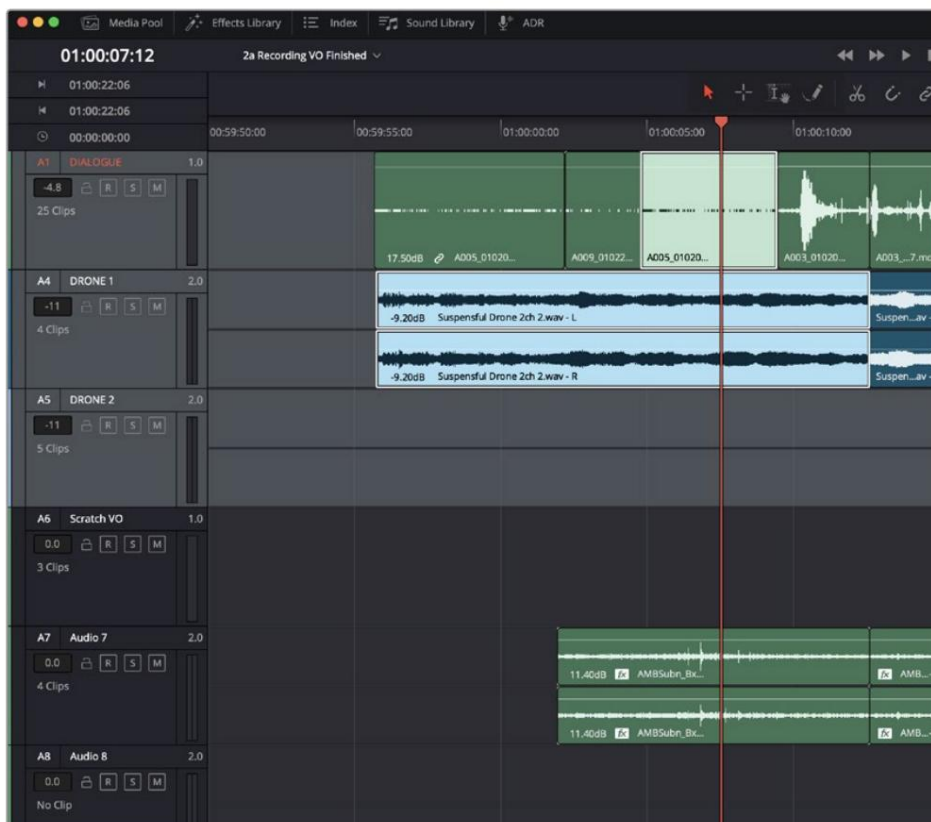 Media Pool Effects Library Index Sound Library ADR
01:00:07:12 2a Recording VO Finished
01:00:22:06
01:00:22:06
00:00:00:00
00:59:50:00 00:59:55:00 01:00:00:00 01:00:05:00 01:00:10:00
A1 DIALOGUE 1.0
-4.8 R S M
25 Clips
17.50dB A005_01020... A009_01022... A005_01020... A003_01020... A003_...7.mo
A4 DRONE 1 2.0
-11 R S M
4 Clips
-9.20dB Suspensful Drone 2ch 2.wav - L Suspen...av -
-9.20dB Suspensful Drone 2ch 2.wav - R Suspen...av -
A5 DRONE 2 2.0
-11 R S M
5 Clips
A6 Scratch VO 1.0
0.0 R S M
3 Clips
A7 Audio 7 2.0
0.0 R S M
4 Clips
11.40dB fx AMBSubn_Bx... fx AMB...-
11.40dB fx AMBSubn_Bx... fx AMB...-
A8 Audio 8 2.0
0.0 R S M
No Clip